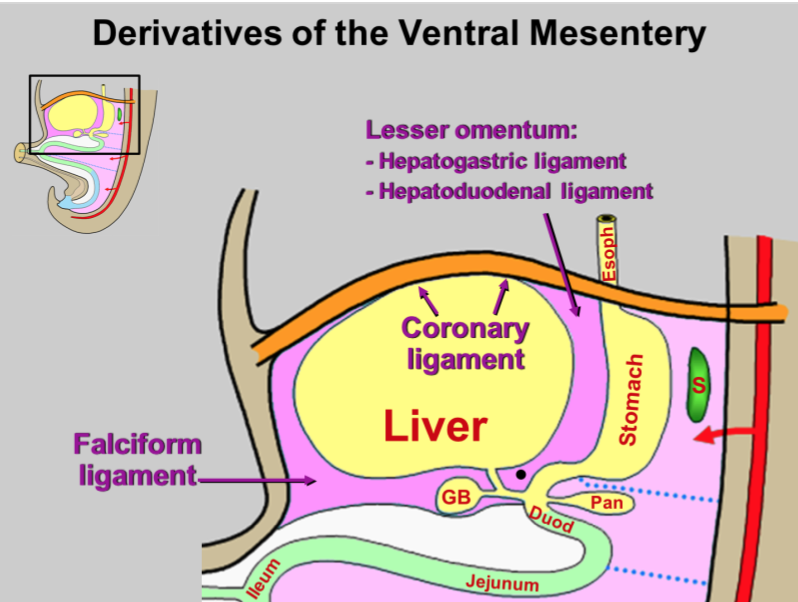 Derivatives of the Ventral Mesentery
Lesser omentum:
- Hepatogastric ligament
- Hepatoduodenal ligament
Esoph
Coronary
ligament
Stomach
S
Liver
Falciform
ligament
GB
Pan
Duod
Ileum
Jejunum